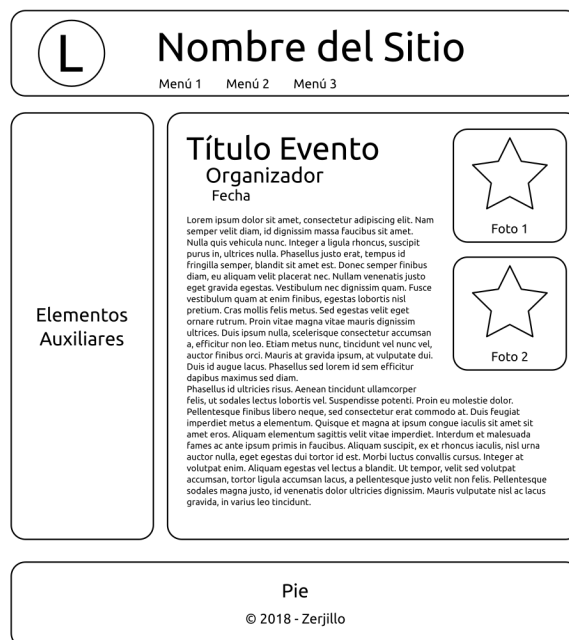 L
Nombre del Sitio
Menú 1 Menú 2 Menú 3
Elementos
Auxiliares
Título Evento
Organizador
Fecha
Lorem ipsum dolor sit amet, consectetur adipiscing elit. Nam
semper velit diam, id dignissim massa faucibus sit amet.
Nulla quis vehicula nunc. Integer a ligula rhoncus, suscipit
purus in, ultrices nulla. Phasellus justo erat, tempus id
fringilla semper, blandit sit amet est. Donec semper finibus
diam, eu aliquam velit placerat nec. Nullam venenatis justo
eget gravida egestas. Vestibulum nec dignissim quam. Fusce
vestibulum quam at enim finibus, egestas lobortis nisl
pretium. Cras mollis felis metus. Sed egestas velit eget
ornare rutrum. Proin vitae magna vitae mauris dignissim
ultrices. Duis ipsum nulla, scelerisque consectetur accumsan
a, efficitur non leo. Etiam metus nunc, tincidunt vel nunc vel,
auctor finibus orci. Mauris at gravida ipsum, at vulputate dui.
Duis id augue lacus. Phasellus sed lorem id sem efficitur
dapibus maximus sed diam.
Phasellus id ultricies risus. Aenean tincidunt ullamcorper
felis, ut sodales lectus lobortis vel. Suspendisse potenti. Proin eu molestie dolor.
Pellentesque finibus libero neque, sed consectetur erat commodo at. Duis feugiat
imperdiet metus a elementum. Quisque et magna at ipsum congue iaculis sit amet sit
amet eros. Aliquam elementum sagittis velit vitae imperdiet. Interdum et malesuada
fames ac ante ipsum primis in faucibus. Aliquam suscipit, ex et rhoncus iaculis, nisl urna
auctor nulla, eget egestas dui tortor id est. Morbi luctus convallis cursus. Integer at
volutpat enim. Aliquam egestas vel lectus a blandit. Ut tempor, velit sed volutpat
accumsan, tortor ligula accumsan lacus, a pellentesque justo velit non felis. Pellentesque
sodales magna justo, id venenatis dolor ultricies dignissim. Mauris vulputate nisl ac lacus
gravida, in varius leo tincidunt.
Foto 1
Foto 2
Pie
© 2018 - Zerjillo